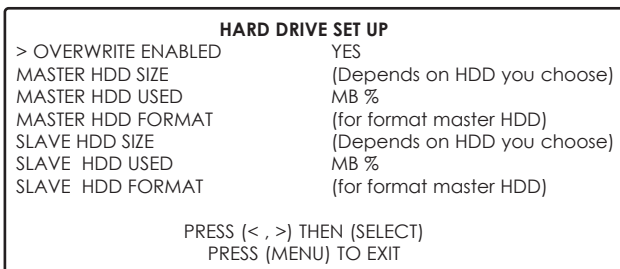 HARD DRIVE SET UP
> OVERWRITE ENABLED YES
MASTER HDD SIZE (Depends on HDD you choose)
MASTER HDD USED MB %
MASTER HDD FORMAT (for format master HDD)
SLAVE HDD SIZE (Depends on HDD you choose)
SLAVE HDD USED MB %
SLAVE HDD FORMAT (for format master HDD)
PRESS (< , >) THEN (SELECT)
PRESS (MENU) TO EXIT